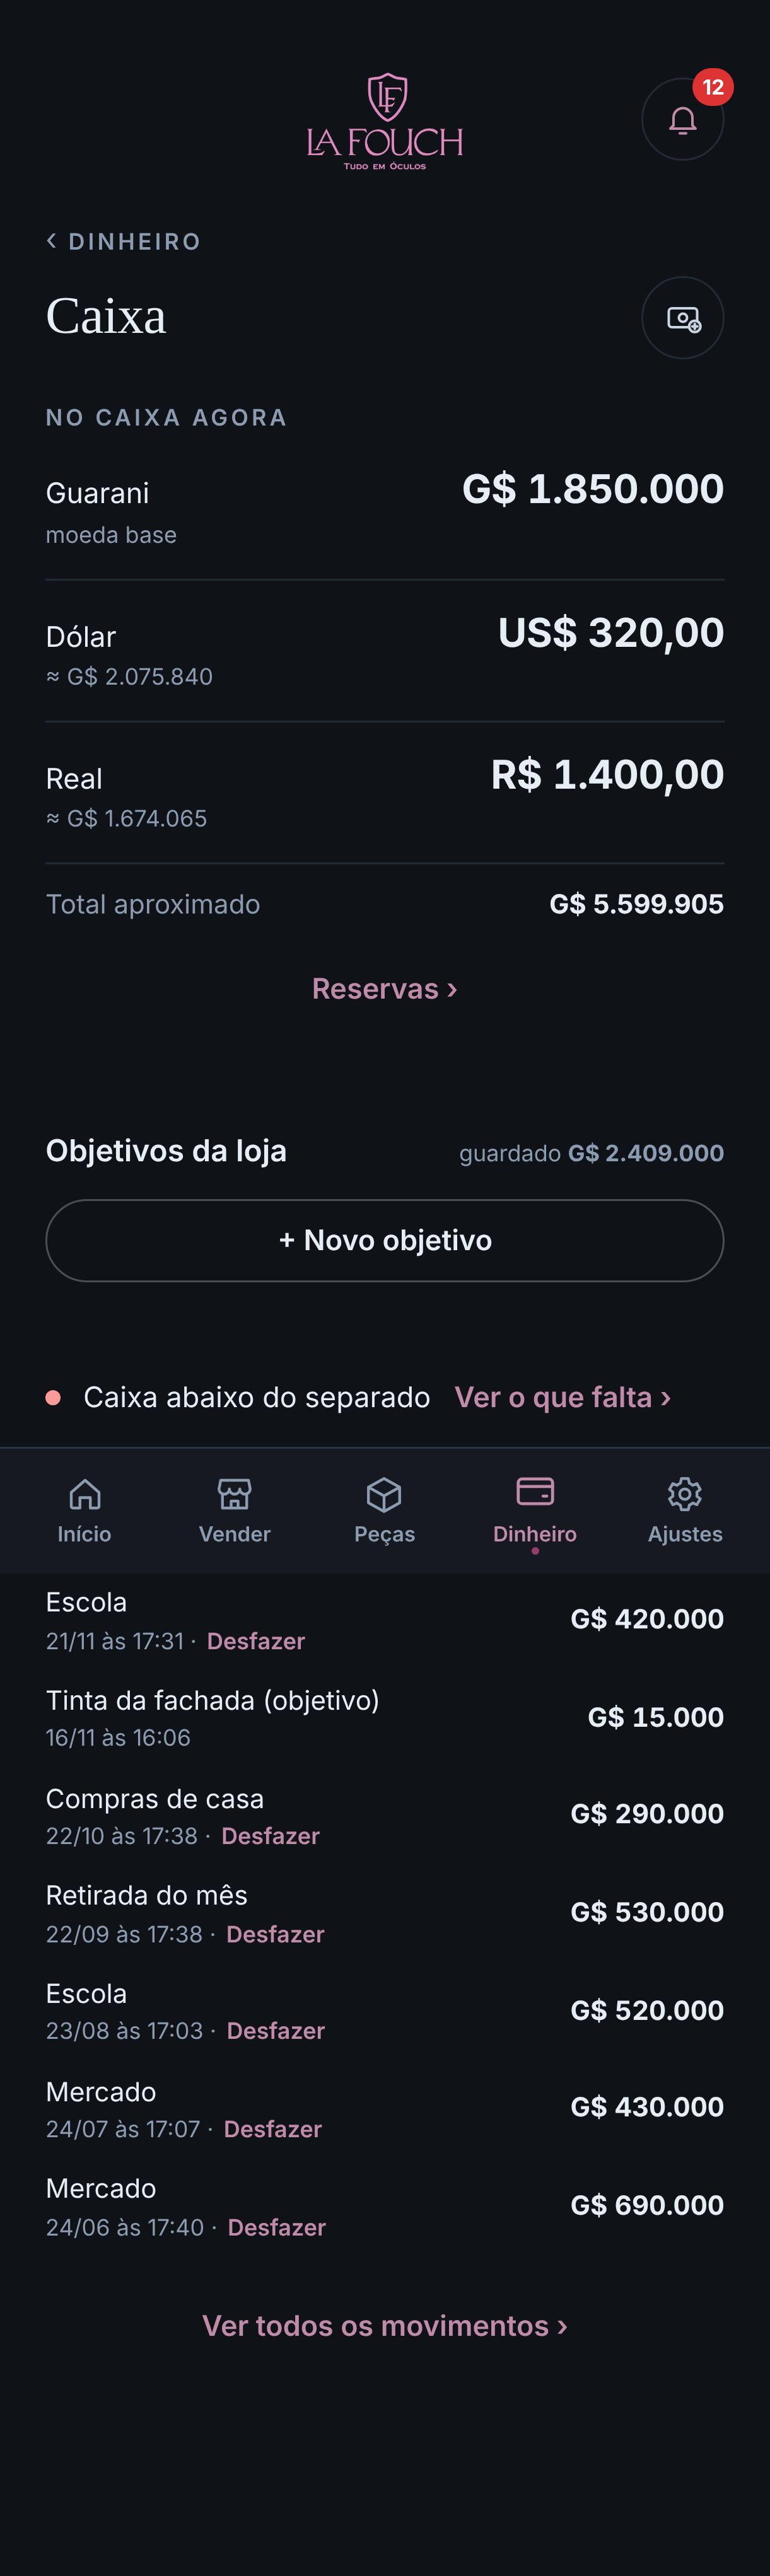 12
LF
LA FOUCH
Tudo em Óculos
‹ DINHEIRO
Caixa
NO CAIXA AGORA
Guarani G$ 1.850.000
moeda base
Dólar US$ 320,00
≈ G$ 2.075.840
Real R$ 1.400,00
≈ G$ 1.674.065
Total aproximado G$ 5.599.905
Reservas ›
Objetivos da loja guardado G$ 2.409.000
+ Novo objetivo
Caixa abaixo do separado Ver o que falta ›
Início Vender Peças Dinheiro Ajustes
Escola G$ 420.000
21/11 às 17:31 · Desfazer
Tinta da fachada (objetivo) G$ 15.000
16/11 às 16:06
Compras de casa G$ 290.000
22/10 às 17:38 · Desfazer
Retirada do mês G$ 530.000
22/09 às 17:38 · Desfazer
Escola G$ 520.000
23/08 às 17:03 · Desfazer
Mercado G$ 430.000
24/07 às 17:07 · Desfazer
Mercado G$ 690.000
24/06 às 17:40 · Desfazer
Ver todos os movimentos ›